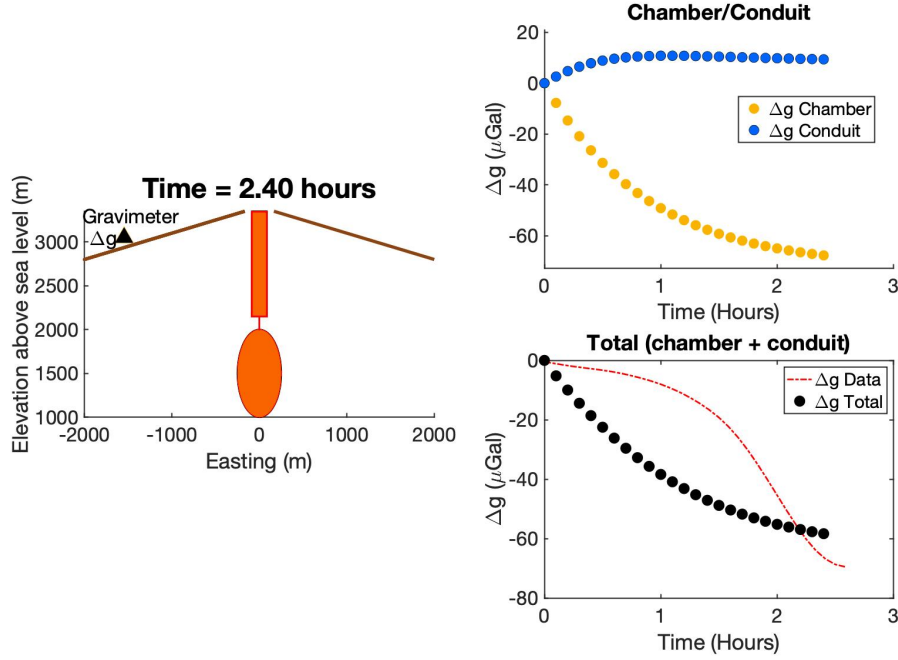 Time = 2.40 hours
Gravimeter
Δg
Elevation above sea level (m)
3000
2500
2000
1500
1000
-2000
-1000
0
1000
2000
Easting (m)
Chamber/Conduit
20
0
-20
-40
-60
Δg (μGal)
Δg Chamber
Δg Conduit
0
1
2
3
Time (Hours)
Total (chamber + conduit)
0
-20
-40
-60
-80
Δg (μGal)
Δg Data
Δg Total
0
1
2
3
Time (Hours)